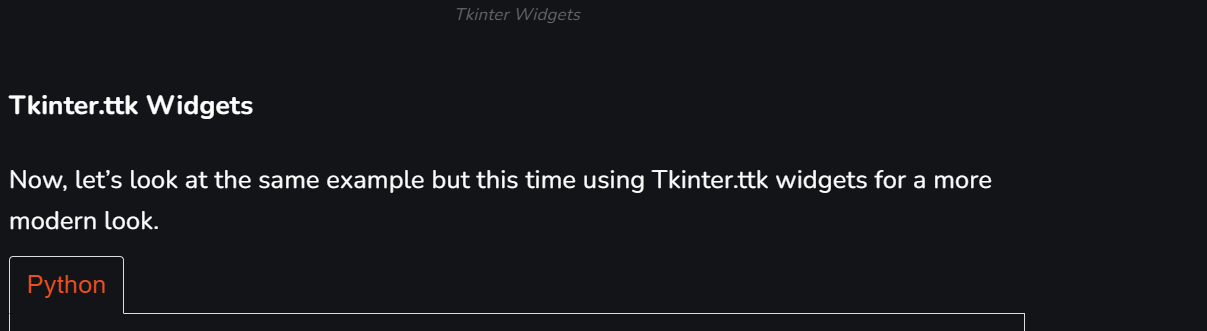 Tkinter Widgets
Tkinter.ttk Widgets
Now, let’s look at the same example but this time using Tkinter.ttk widgets for a more
modern look.
Python